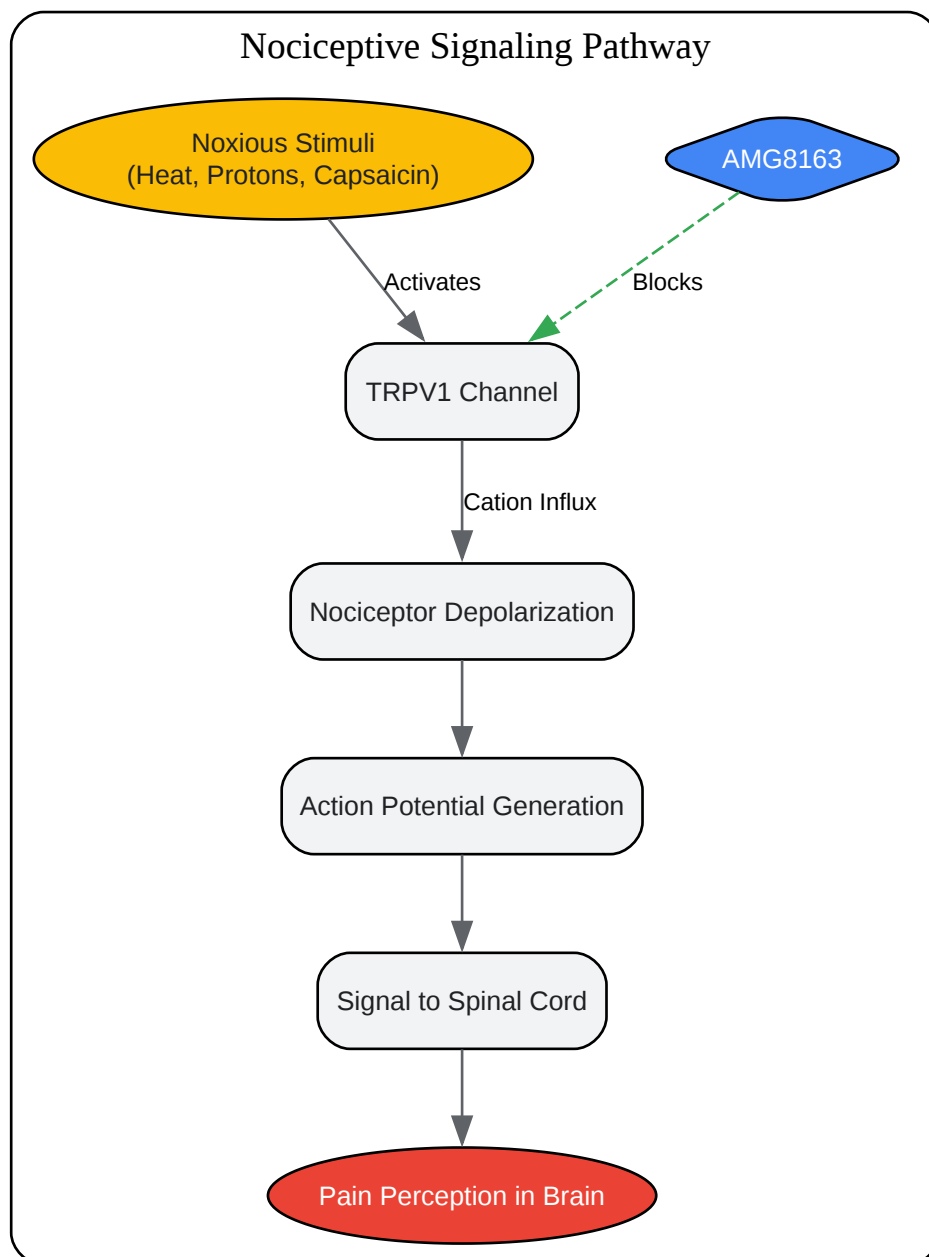 Nociceptive Signaling Pathway
Noxious Stimuli
(Heat, Protons, Capsaicin)
AMG8163
Activates
Blocks
TRPV1 Channel
Cation Influx
Nociceptor Depolarization
Action Potential Generation
Signal to Spinal Cord
Pain Perception in Brain